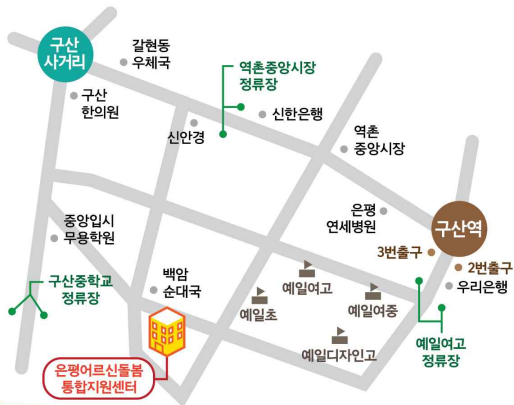 구산
사거리
갈현동
우체국
역촌중앙시장
정류장
구산
한의원
신한은행
신안경
역촌
중앙시장
은평
연세병원
구산역
중앙입시
무용학원
3번출구
2번출구
백암
순대국
예일여고
우리은행
구산중학교
정류장
예일초
예일여중
예일디자인고
예일여고
정류장
은평어르신돌봄
통합지원센터